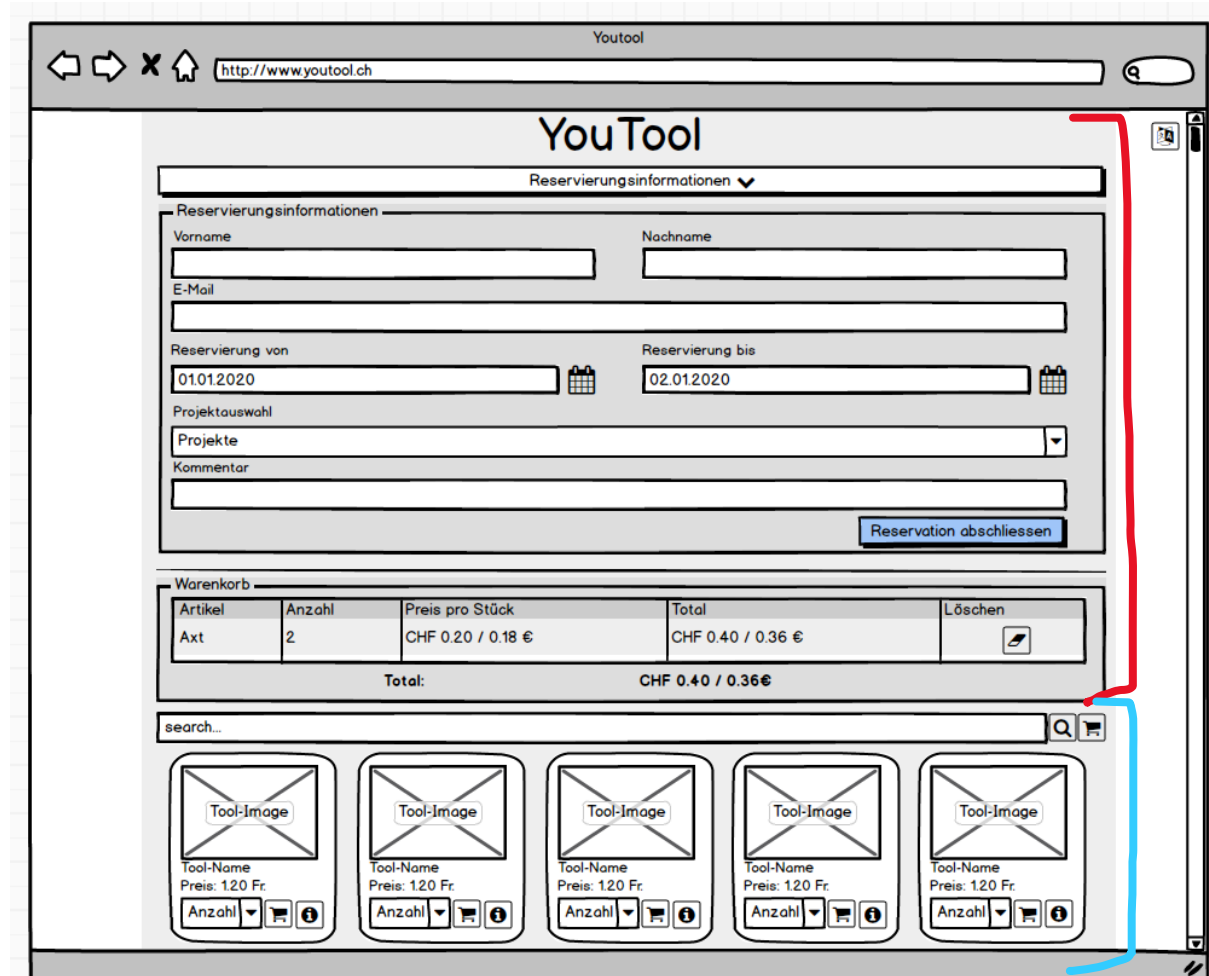 Youtool
http://www.youtool.ch
YouTool
Reservierungsinformationen
Reservierungsinformationen
Vorname Nachname
E-Mail
Reservierung von Reservierung bis
01.01.2020 02.01.2020
Projektauswahl
Projekte
Kommentar
Reservation abschliessen
Warenkorb
Artikel Anzahl Preis pro Stück Total Löschen
Axt 2 CHF 0.20 / 0.18 € CHF 0.40 / 0.36 €
Total: CHF 0.40 / 0.36€
search...
Tool-Image Tool-Image Tool-Image Tool-Image Tool-Image
Tool-Name Tool-Name Tool-Name Tool-Name Tool-Name
Preis: 1.20 Fr. Preis: 1.20 Fr. Preis: 1.20 Fr. Preis: 1.20 Fr. Preis: 1.20 Fr.
Anzahl Anzahl Anzahl Anzahl Anzahl